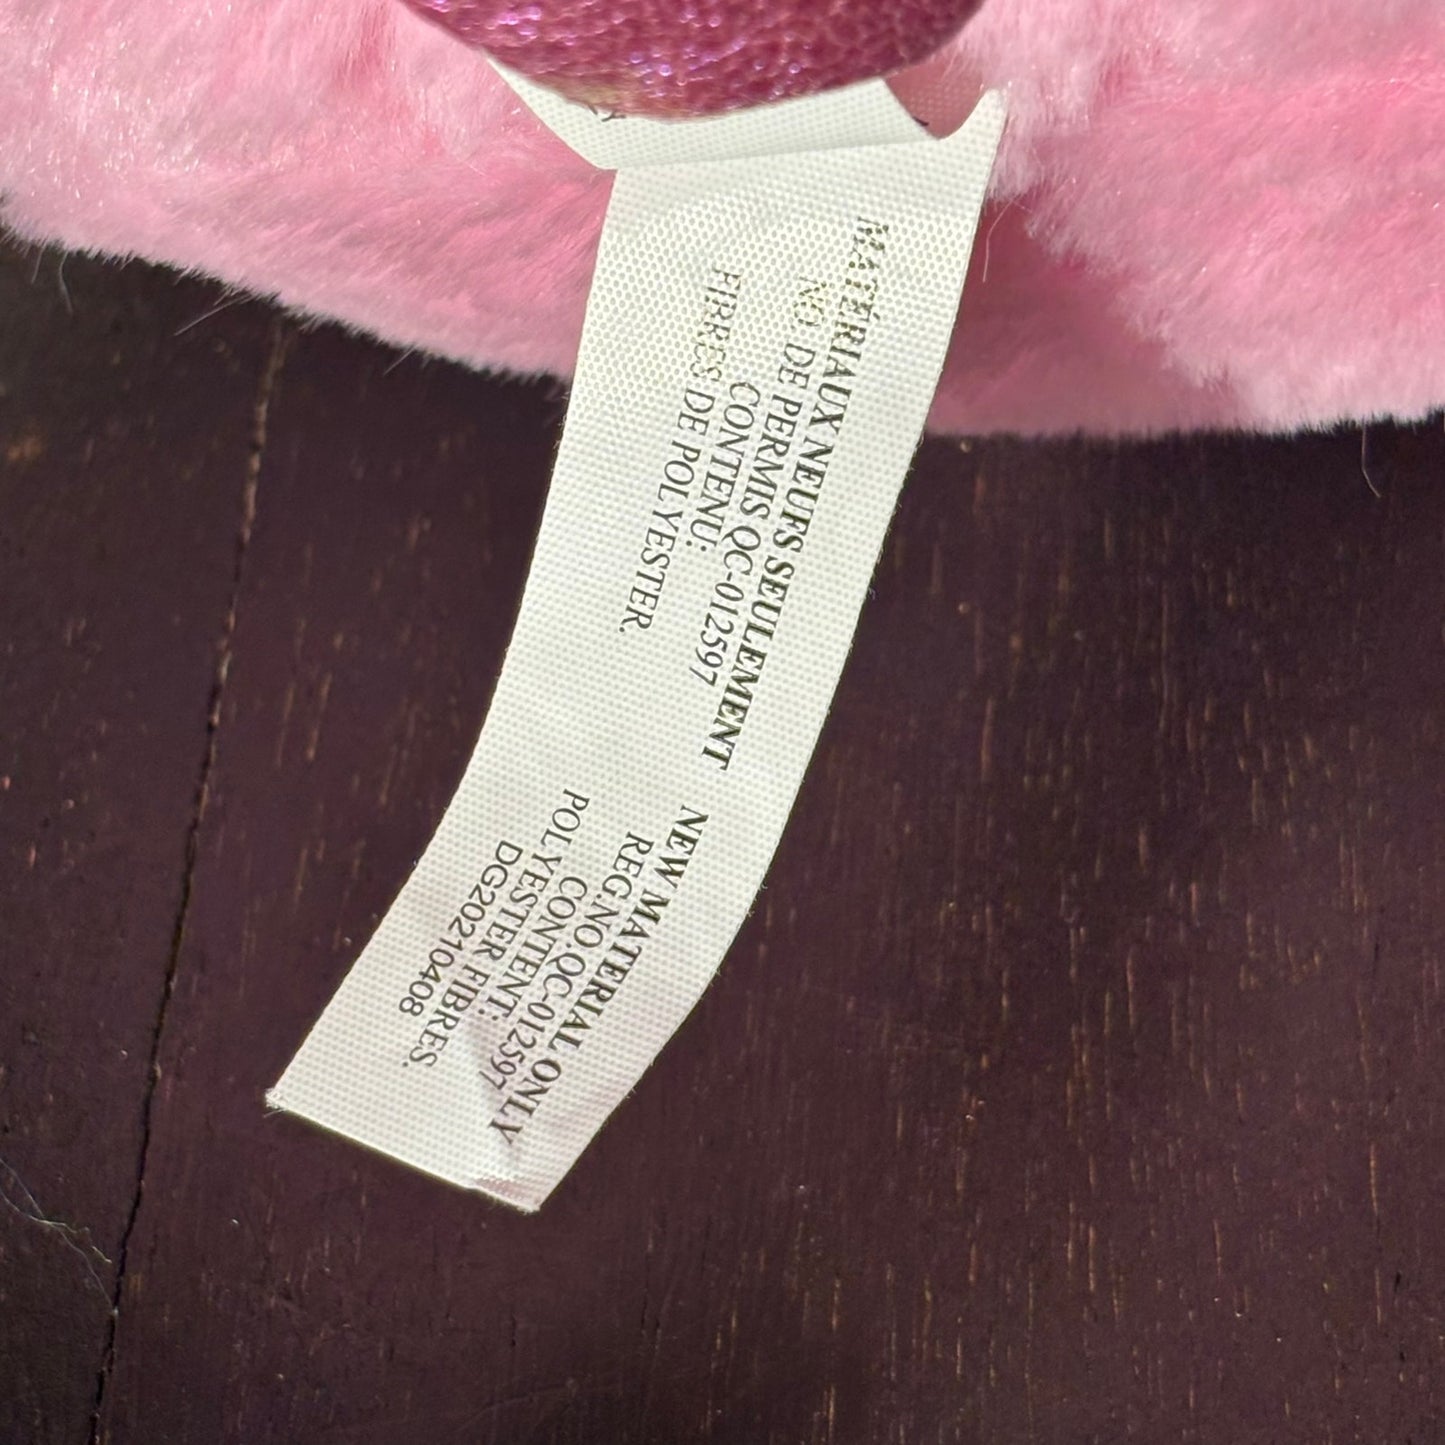 MATÉRIAUX NEUFS SEULEMENT
NO. DE PERMIS QC-012597
CONTENU:
FIBRES DE POLYESTER.
NEW MATERIAL ONLY
REG.NO.QC-012597
CONTENT:
POLYESTER FIBRES.
DG20210408